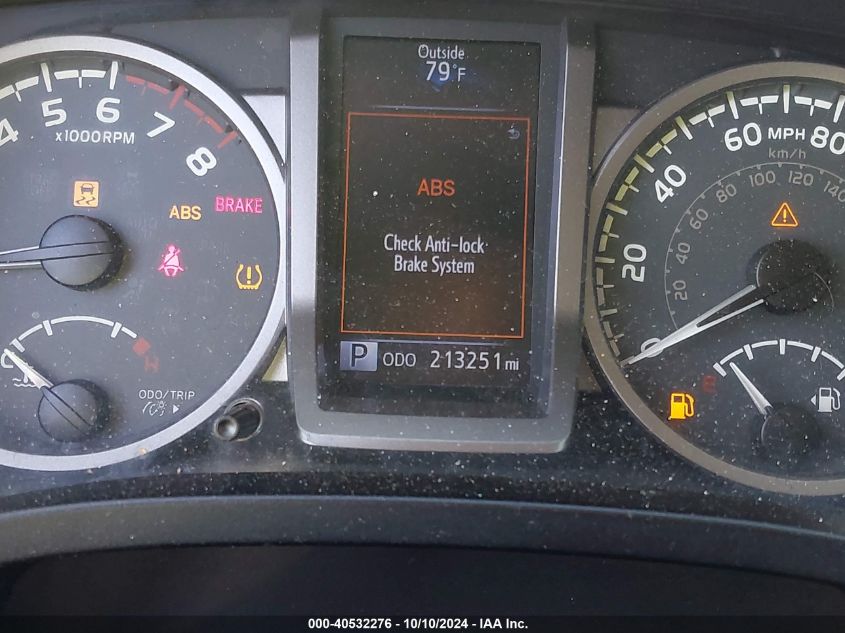 Outside
79°F
4 5 6 7 8
x1000RPM
ABS
BRAKE
ABS
Check Anti-lock
Brake System
P ODO 213251 mi
H
ODO/TRIP
0 20 40 60 80
MPH
km/h
20 40 60 80 100 120 140
E
000-40532276 - 10/10/2024 - IAA Inc.